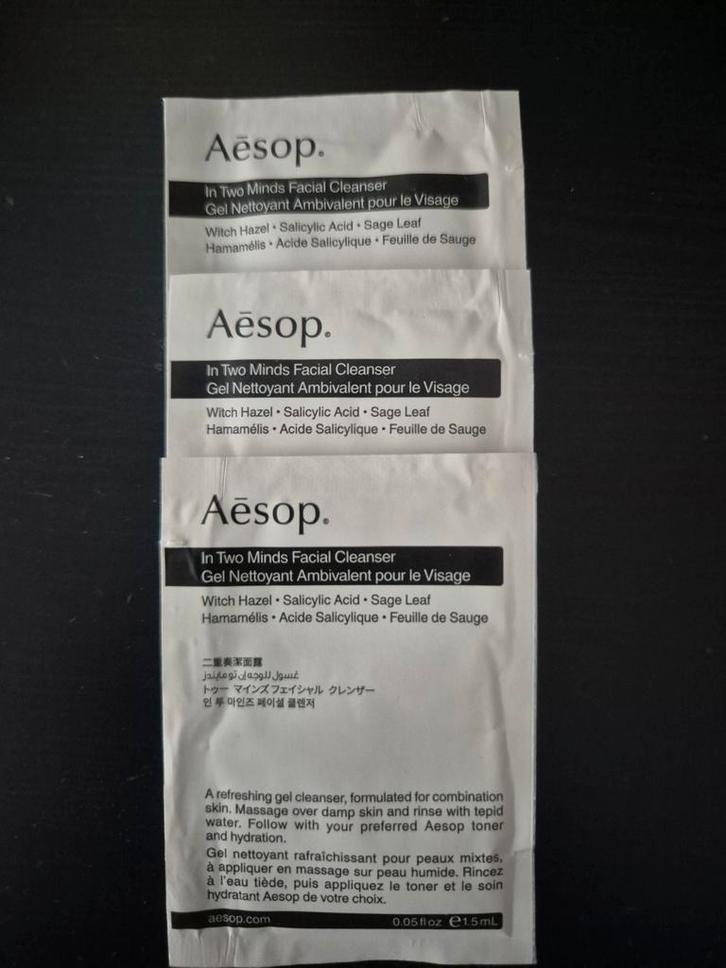 Aēsop.®
In Two Minds Facial Cleanser
Gel Nettoyant Ambivalent pour le Visage
Witch Hazel • Salicylic Acid • Sage Leaf
Hamamélis • Acide Salicylique • Feuille de Sauge
Aēsop.®
In Two Minds Facial Cleanser
Gel Nettoyant Ambivalent pour le Visage
Witch Hazel • Salicylic Acid • Sage Leaf
Hamamélis • Acide Salicylique • Feuille de Sauge
Aēsop.®
In Two Minds Facial Cleanser
Gel Nettoyant Ambivalent pour le Visage
Witch Hazel • Salicylic Acid • Sage Leaf
Hamamélis • Acide Salicylique • Feuille de Sauge
二重奏潔面露
غسول للوجه إن تو مايندز
トゥー マインズ フェイシャル クレンザー
인 투 마인즈 페이셜 클렌저
A refreshing gel cleanser, formulated for combination
skin. Massage over damp skin and rinse with tepid
water. Follow with your preferred Aesop toner
and hydration.
Gel nettoyant rafraîchissant pour peaux mixtes,
à appliquer en massage sur peau humide. Rincez
à l'eau tiède, puis appliquez le toner et le soin
hydratant Aesop de votre choix.
aesop.com 0.05 fl oz ℮1.5mL